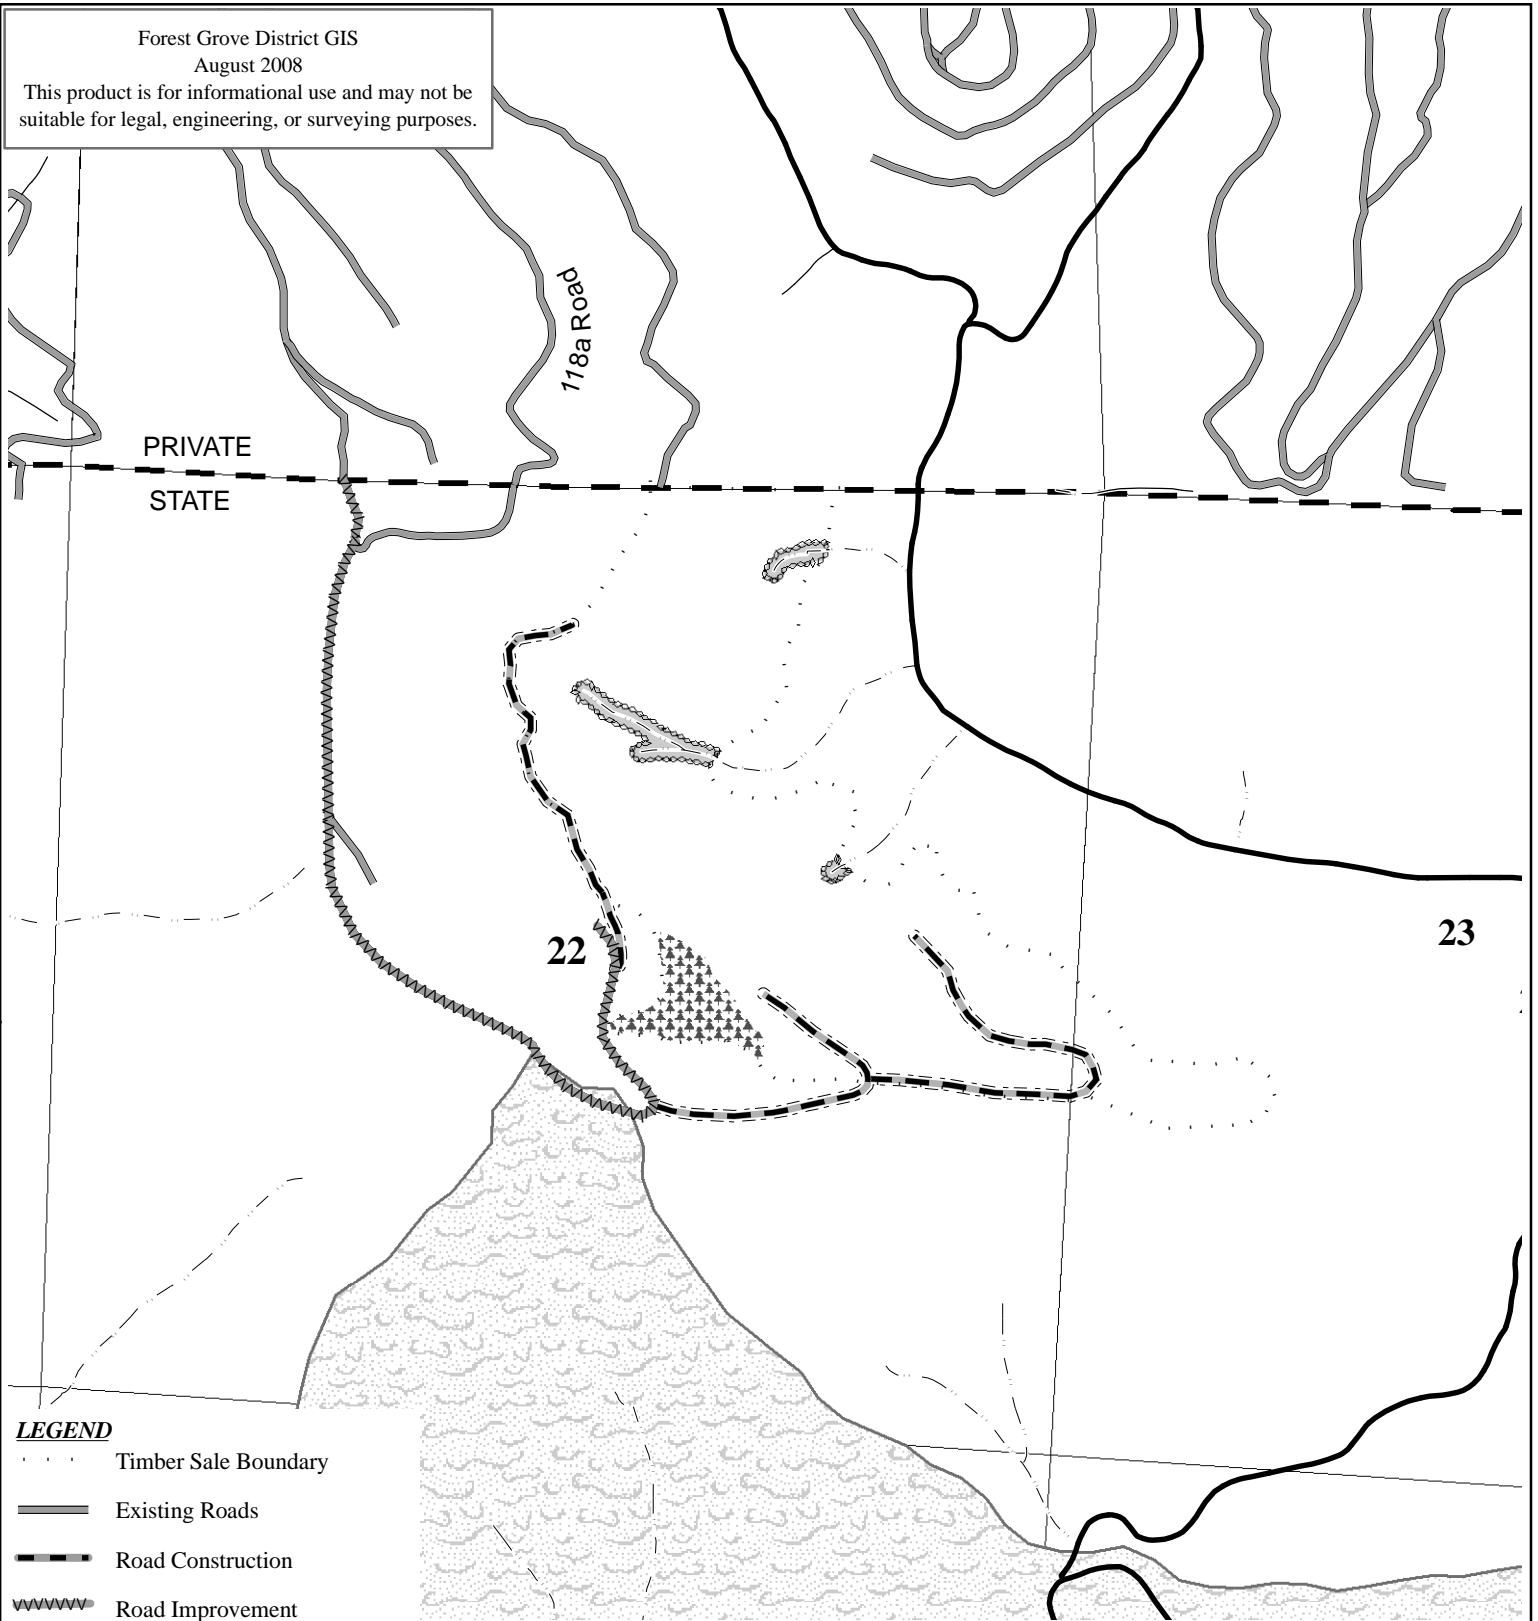 Forest Grove District GIS
August 2008
This product is for informational use and may not be
suitable for legal, engineering, or surveying purposes.
118a Road
PRIVATE
STATE
22
23
LEGEND
Timber Sale Boundary
Existing Roads
Road Construction
Road Improvement